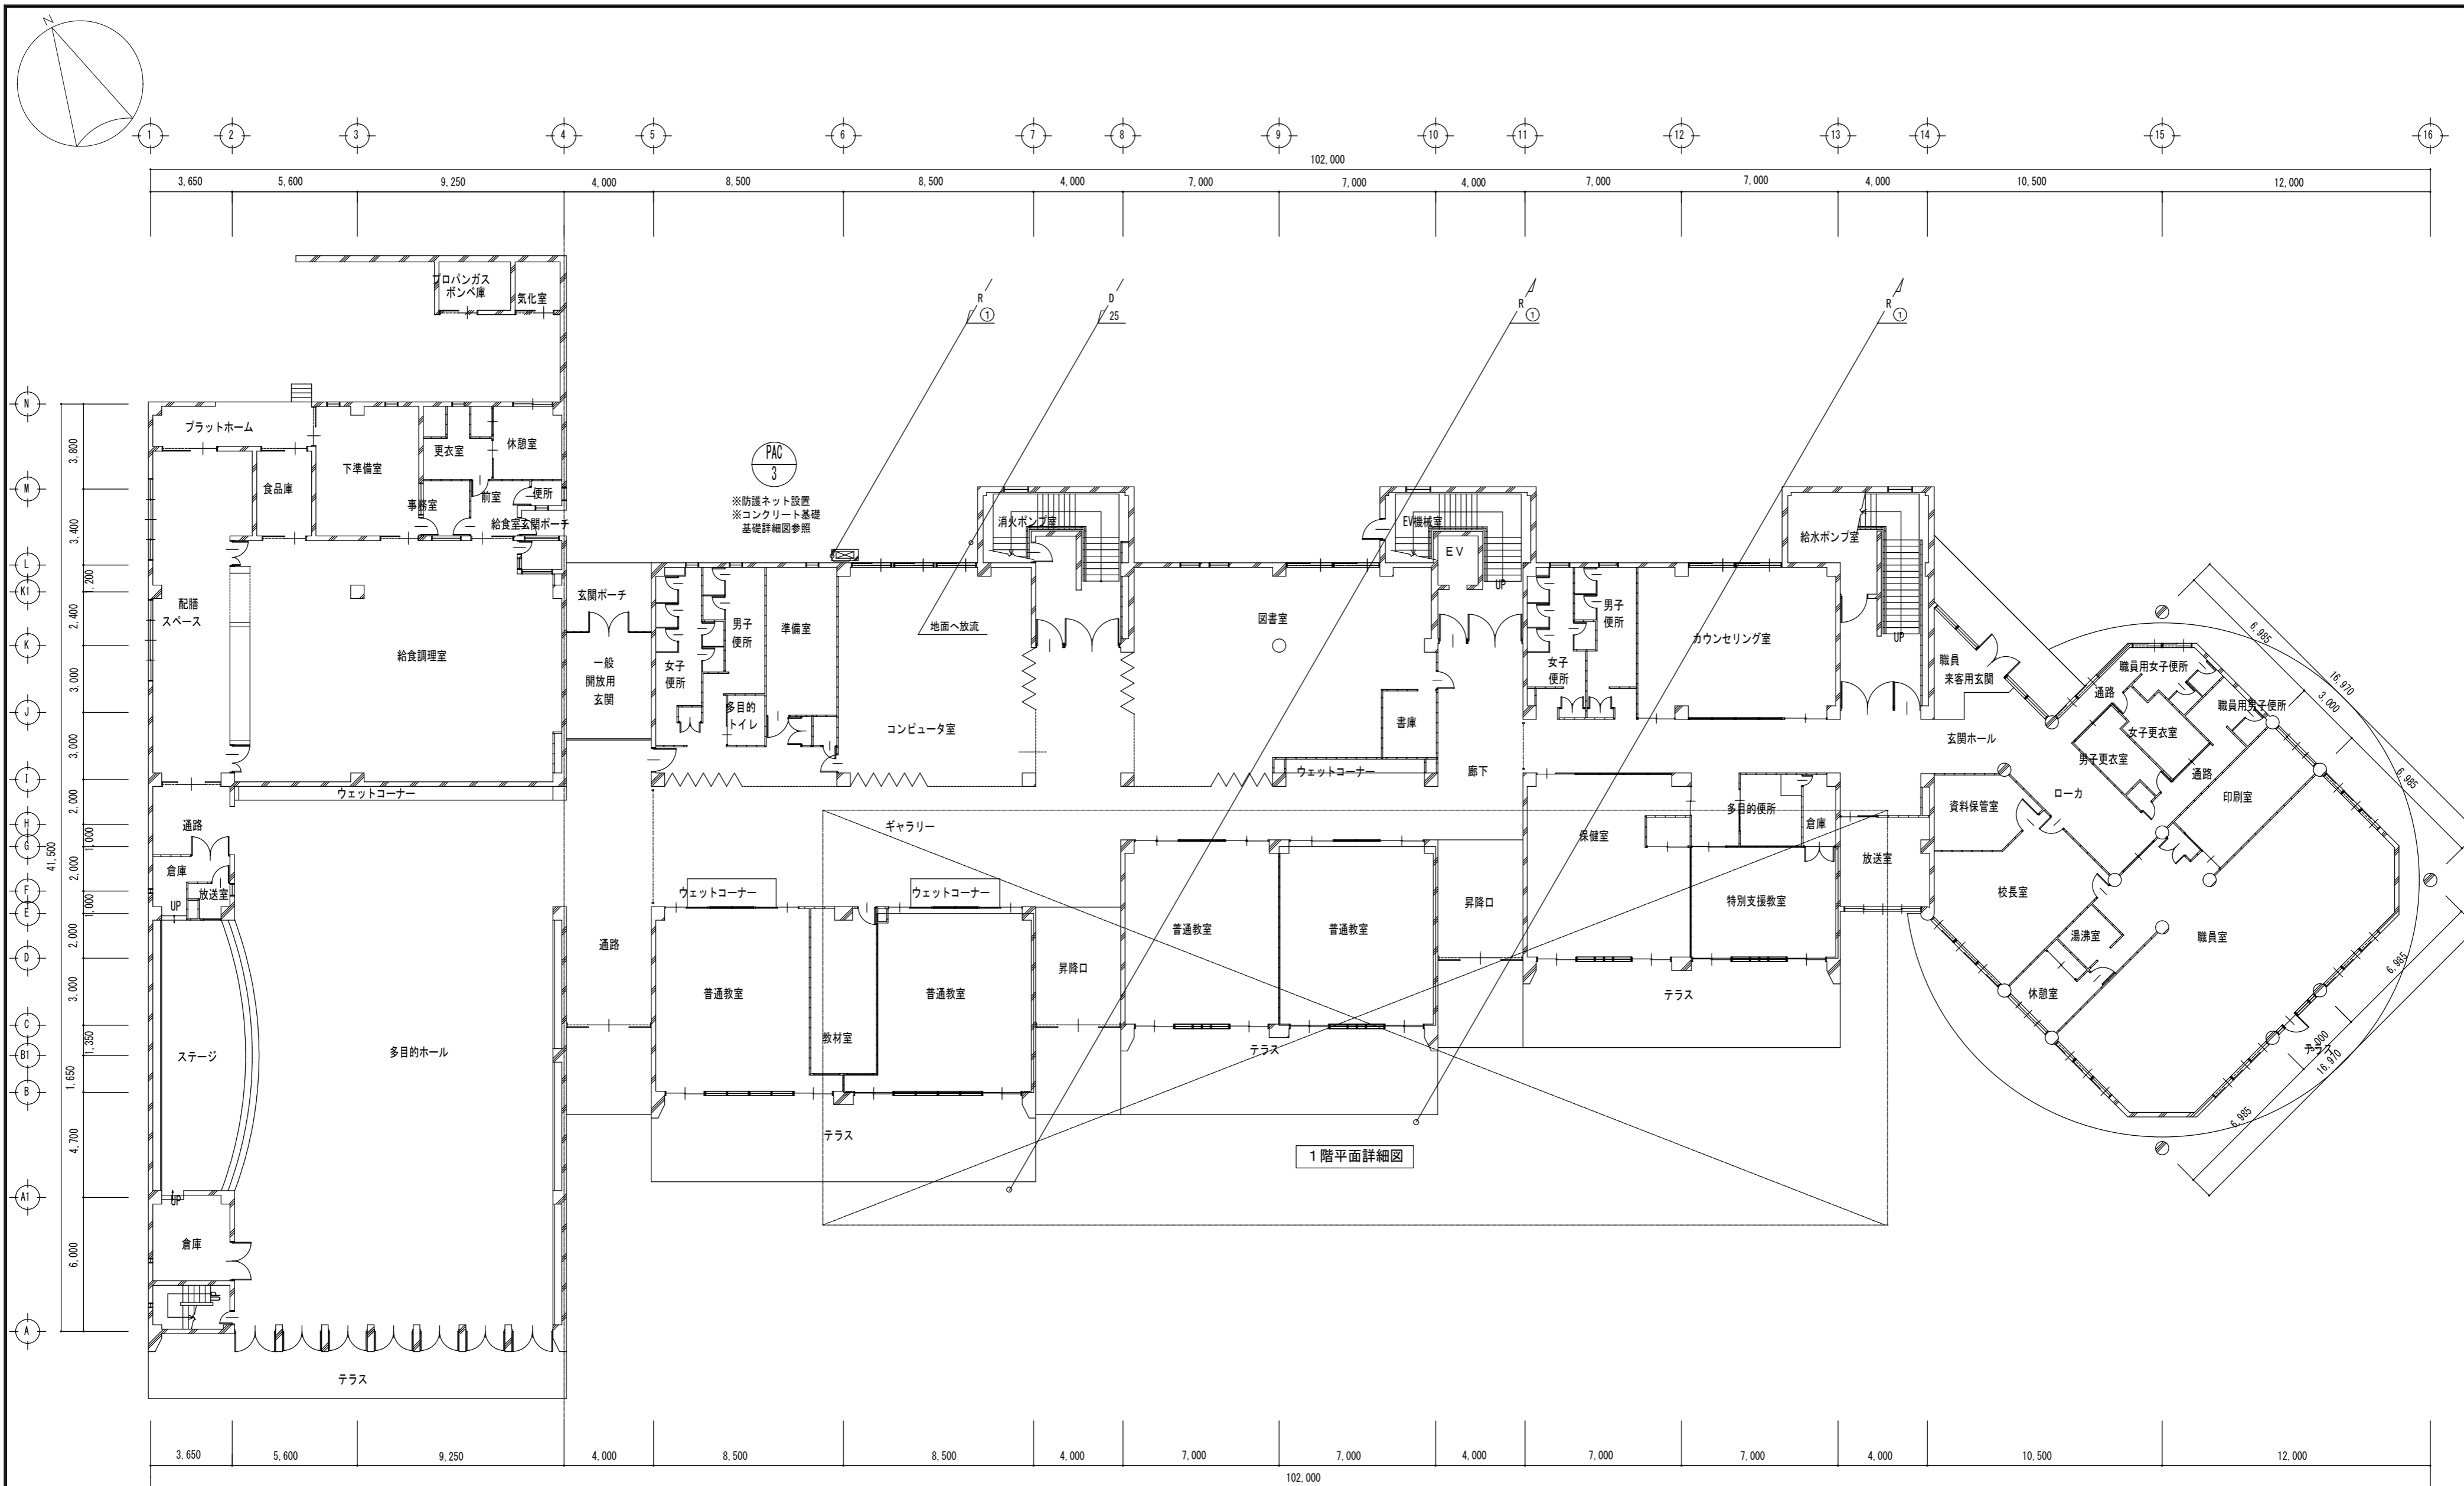 N
1
2
3
4
5
6
7
8
9
10
11
12
13
14
15
16
102,000
3,650
5,600
9,250
4,000
8,500
8,500
4,000
7,000
7,000
4,000
7,000
7,000
4,000
10,500
12,000
プロパンガス
ボンベ庫
気化室
R
①
D
25
R
①
R
①
N
M
L
K1
K
J
I
H
G
F
E
D
C
B1
B
A1
A
3,800
3,400
1,200
2,400
3,000
3,000
2,000
1,000
2,000
1,000
2,000
3,000
1,350
1,650
4,700
6,000
41,500
プラットホーム
下準備室
更衣室
休憩室
食品庫
事務室
前室
便所
給食室玄関ポーチ
PAC
3
※防護ネット設置
※コンクリート基礎
基礎詳細図参照
消火ポンプ室
EV機械室
EV
UP
給水ポンプ室
UP
配膳
スペース
給食調理室
玄関ポーチ
一般
開放用
玄関
女子
便所
男子
便所
準備室
多目的
トイレ
地面へ放流
コンピュータ室
図書室
書庫
ウェットコーナー
廊下
女子
便所
男子
便所
カウンセリング室
職員
来客用玄関
玄関ホール
通路
職員用女子便所
職員用男子便所
女子更衣室
男子更衣室
通路
ローカ
印刷室
資料保管室
校長室
湯沸室
休憩室
職員室
テラス
6,985
16,970
3,000
6,985
6,985
3,000
16,970
6,985
ウェットコーナー
通路
倉庫
放送室
UP
ステージ
多目的ホール
UP
倉庫
UP
テラス
ギャラリー
ウェットコーナー
ウェットコーナー
通路
普通教室
教材室
普通教室
昇降口
テラス
普通教室
普通教室
テラス
昇降口
保健室
多目的便所
倉庫
放送室
特別支援教室
テラス
1階平面詳細図
3,650
5,600
9,250
4,000
8,500
8,500
4,000
7,000
7,000
4,000
7,000
7,000
4,000
10,500
12,000
102,000